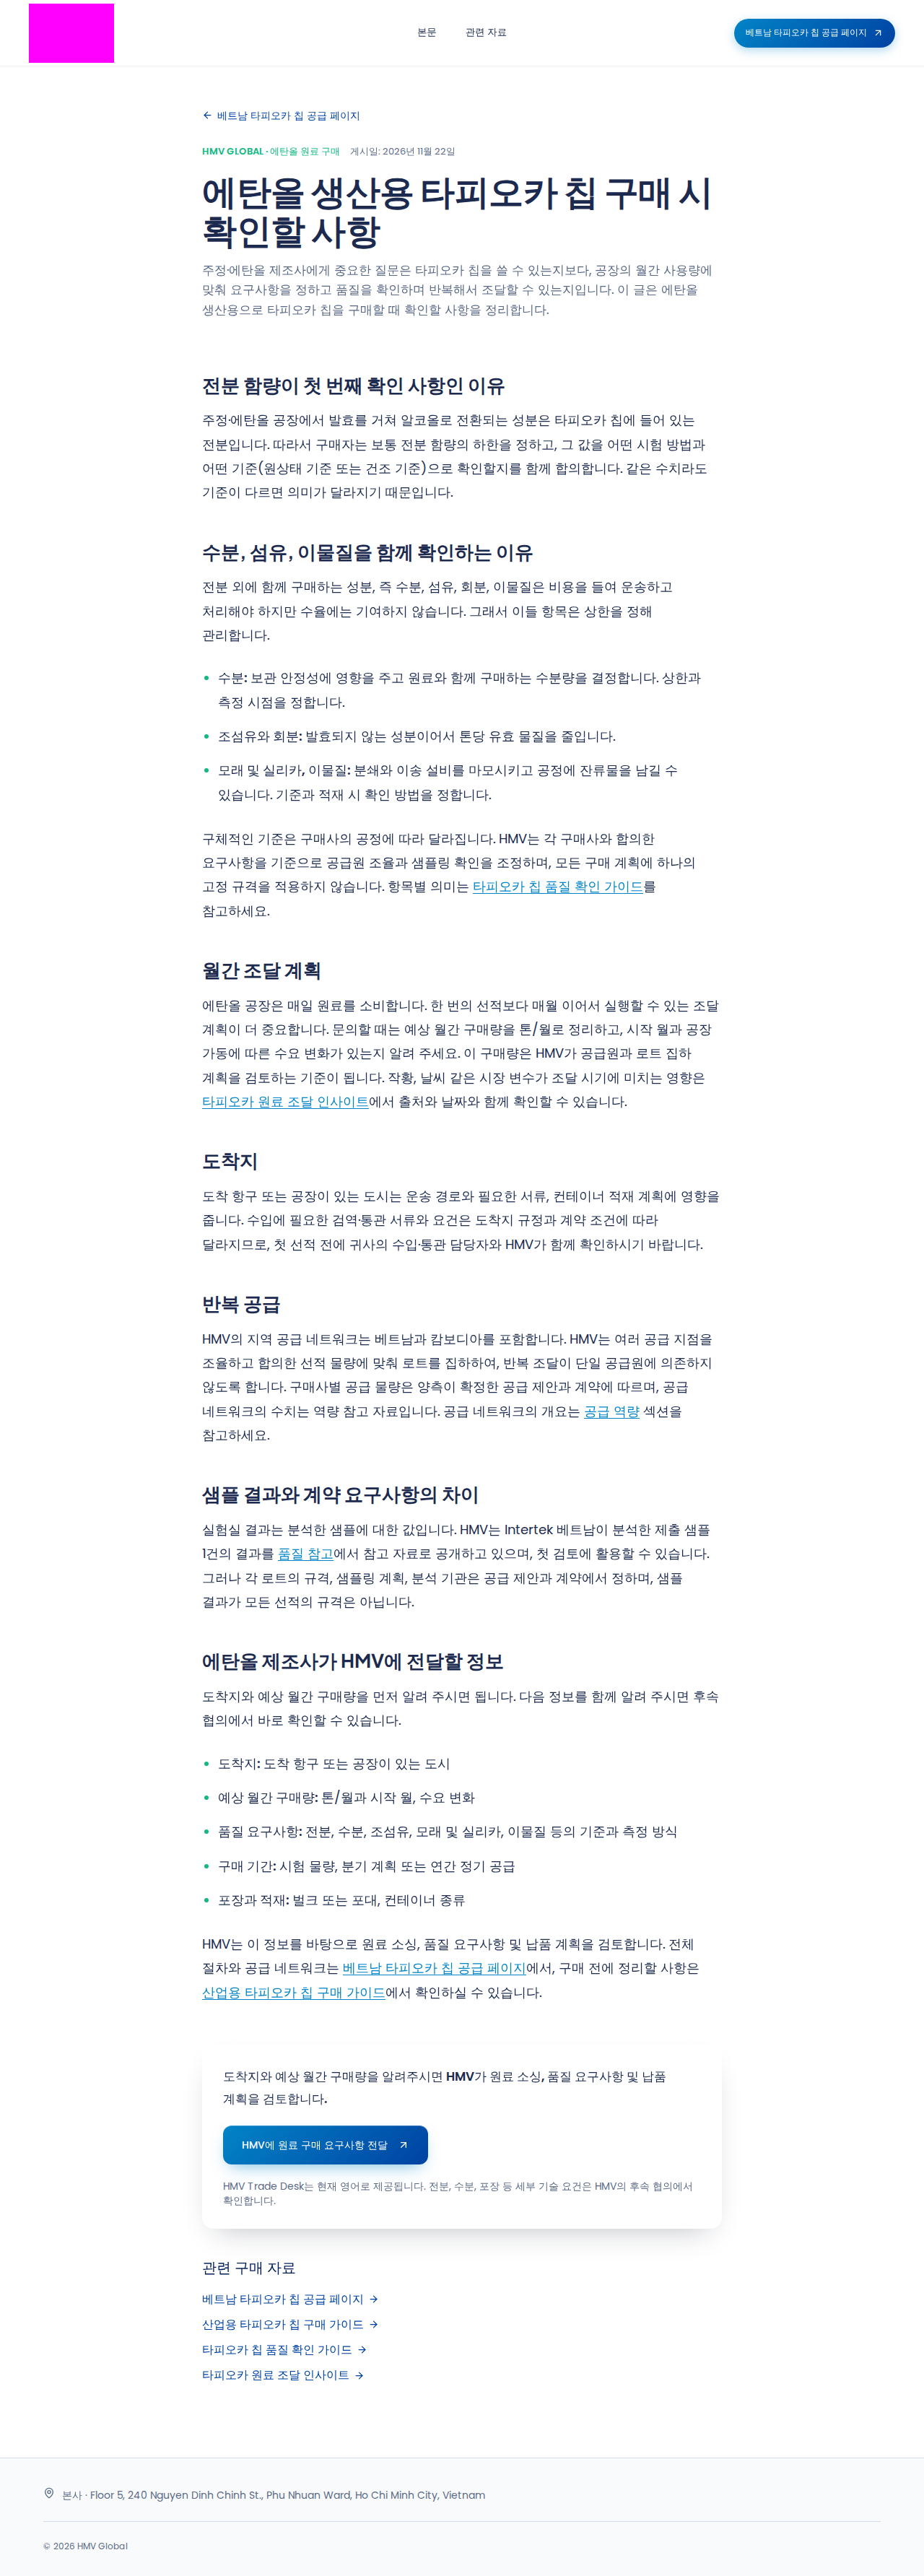 본문
관련 자료
베트남 타피오카 칩 공급 페이지
베트남 타피오카 칩 공급 페이지
HMV GLOBAL · 에탄올 원료 구매 게시일: 2026년 11월 22일
에탄올 생산용 타피오카 칩 구매 시
확인할 사항
주정·에탄올 제조사에게 중요한 질문은 타피오카 칩을 쓸 수 있는지보다, 공장의 월간 사용량에
맞춰 요구사항을 정하고 품질을 확인하며 반복해서 조달할 수 있는지입니다. 이 글은 에탄올
생산용으로 타피오카 칩을 구매할 때 확인할 사항을 정리합니다.
전분 함량이 첫 번째 확인 사항인 이유
주정·에탄올 공장에서 발효를 거쳐 알코올로 전환되는 성분은 타피오카 칩에 들어 있는
전분입니다. 따라서 구매자는 보통 전분 함량의 하한을 정하고, 그 값을 어떤 시험 방법과
어떤 기준(원상태 기준 또는 건조 기준)으로 확인할지를 함께 합의합니다. 같은 수치라도
기준이 다르면 의미가 달라지기 때문입니다.
수분, 섬유, 이물질을 함께 확인하는 이유
전분 외에 함께 구매하는 성분, 즉 수분, 섬유, 회분, 이물질은 비용을 들여 운송하고
처리해야 하지만 수율에는 기여하지 않습니다. 그래서 이들 항목은 상한을 정해
관리합니다.
수분: 보관 안정성에 영향을 주고 원료와 함께 구매하는 수분량을 결정합니다. 상한과
측정 시점을 정합니다.
조섬유와 회분: 발효되지 않는 성분이어서 톤당 유효 물질을 줄입니다.
모래 및 실리카, 이물질: 분쇄와 이송 설비를 마모시키고 공정에 잔류물을 남길 수
있습니다. 기준과 적재 시 확인 방법을 정합니다.
구체적인 기준은 구매사의 공정에 따라 달라집니다. HMV는 각 구매사와 합의한
요구사항을 기준으로 공급원 조율과 샘플링 확인을 조정하며, 모든 구매 계획에 하나의
고정 규격을 적용하지 않습니다. 항목별 의미는 타피오카 칩 품질 확인 가이드를
참고하세요.
월간 조달 계획
에탄올 공장은 매일 원료를 소비합니다. 한 번의 선적보다 매월 이어서 실행할 수 있는 조달
계획이 더 중요합니다. 문의할 때는 예상 월간 구매량을 톤/월로 정리하고, 시작 월과 공장
가동에 따른 수요 변화가 있는지 알려 주세요. 이 구매량은 HMV가 공급원과 로트 집하
계획을 검토하는 기준이 됩니다. 작황, 날씨 같은 시장 변수가 조달 시기에 미치는 영향은
타피오카 원료 조달 인사이트에서 출처와 날짜와 함께 확인할 수 있습니다.
도착지
도착 항구 또는 공장이 있는 도시는 운송 경로와 필요한 서류, 컨테이너 적재 계획에 영향을
줍니다. 수입에 필요한 검역·통관 서류와 요건은 도착지 규정과 계약 조건에 따라
달라지므로, 첫 선적 전에 귀사의 수입·통관 담당자와 HMV가 함께 확인하시기 바랍니다.
반복 공급
HMV의 지역 공급 네트워크는 베트남과 캄보디아를 포함합니다. HMV는 여러 공급 지점을
조율하고 합의한 선적 물량에 맞춰 로트를 집하하여, 반복 조달이 단일 공급원에 의존하지
않도록 합니다. 구매사별 공급 물량은 양측이 확정한 공급 제안과 계약에 따르며, 공급
네트워크의 수치는 역량 참고 자료입니다. 공급 네트워크의 개요는 공급 역량 섹션을
참고하세요.
샘플 결과와 계약 요구사항의 차이
실험실 결과는 분석한 샘플에 대한 값입니다. HMV는 Intertek 베트남이 분석한 제출 샘플
1건의 결과를 품질 참고에서 참고 자료로 공개하고 있으며, 첫 검토에 활용할 수 있습니다.
그러나 각 로트의 규격, 샘플링 계획, 분석 기관은 공급 제안과 계약에서 정하며, 샘플
결과가 모든 선적의 규격은 아닙니다.
에탄올 제조사가 HMV에 전달할 정보
도착지와 예상 월간 구매량을 먼저 알려 주시면 됩니다. 다음 정보를 함께 알려 주시면 후속
협의에서 바로 확인할 수 있습니다.
도착지: 도착 항구 또는 공장이 있는 도시
예상 월간 구매량: 톤/월과 시작 월, 수요 변화
품질 요구사항: 전분, 수분, 조섬유, 모래 및 실리카, 이물질 등의 기준과 측정 방식
구매 기간: 시험 물량, 분기 계획 또는 연간 정기 공급
포장과 적재: 벌크 또는 포대, 컨테이너 종류
HMV는 이 정보를 바탕으로 원료 소싱, 품질 요구사항 및 납품 계획을 검토합니다. 전체
절차와 공급 네트워크는 베트남 타피오카 칩 공급 페이지에서, 구매 전에 정리할 사항은
산업용 타피오카 칩 구매 가이드에서 확인하실 수 있습니다.
도착지와 예상 월간 구매량을 알려주시면 HMV가 원료 소싱, 품질 요구사항 및 납품
계획을 검토합니다.
HMV에 원료 구매 요구사항 전달
HMV Trade Desk는 현재 영어로 제공됩니다. 전분, 수분, 포장 등 세부 기술 요건은 HMV의 후속 협의에서
확인합니다.
관련 구매 자료
베트남 타피오카 칩 공급 페이지
산업용 타피오카 칩 구매 가이드
타피오카 칩 품질 확인 가이드
타피오카 원료 조달 인사이트
본사 · Floor 5, 240 Nguyen Dinh Chinh St., Phu Nhuan Ward, Ho Chi Minh City, Vietnam
© 2026 HMV Global